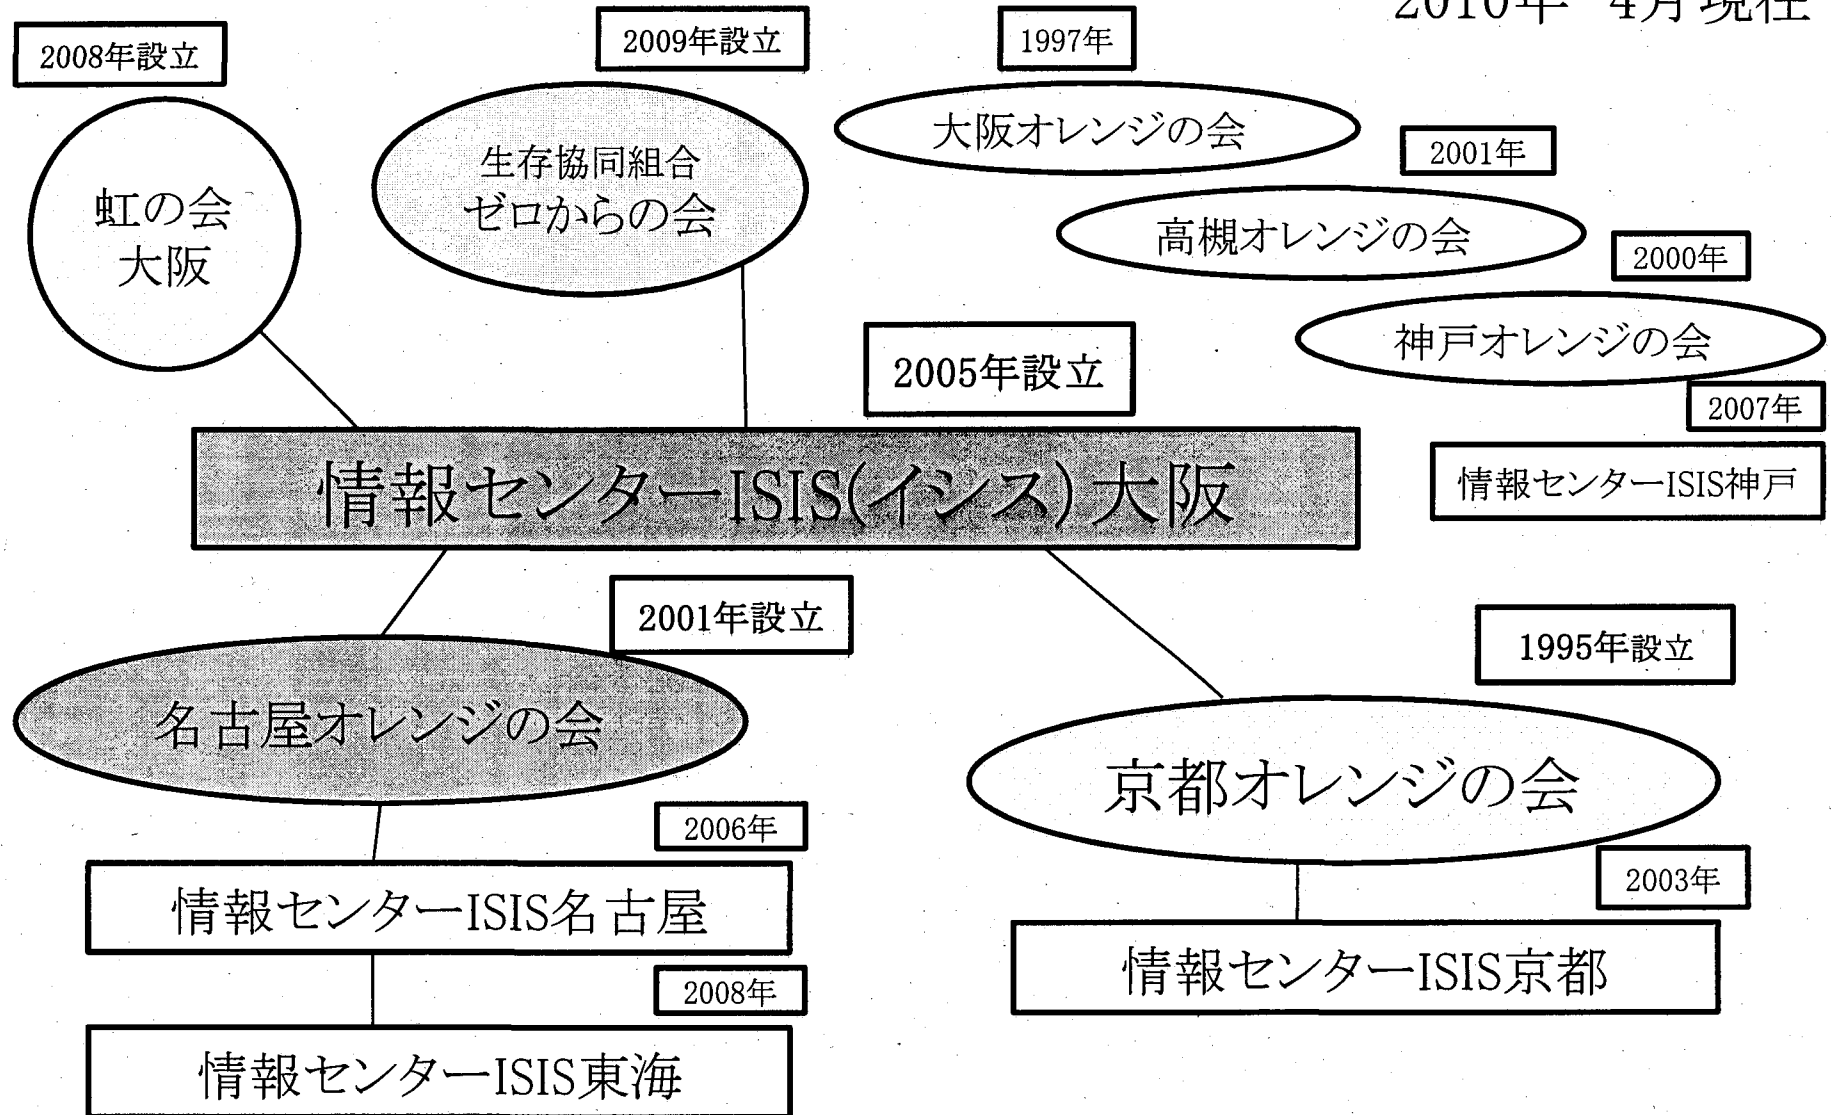 2010年 4月現在
2008年設立
虹の会
大阪
2009年設立
生存協同組合
ゼロからの会
1997年
大阪オレンジの会
2001年
高槻オレンジの会
2000年
神戸オレンジの会
2007年
情報センターISIS神戸
2005年設立
情報センターISIS(イシス)大阪
2001年設立
名古屋オレンジの会
2006年
情報センターISIS名古屋
2008年
情報センターISIS東海
1995年設立
京都オレンジの会
2003年
情報センターISIS京都